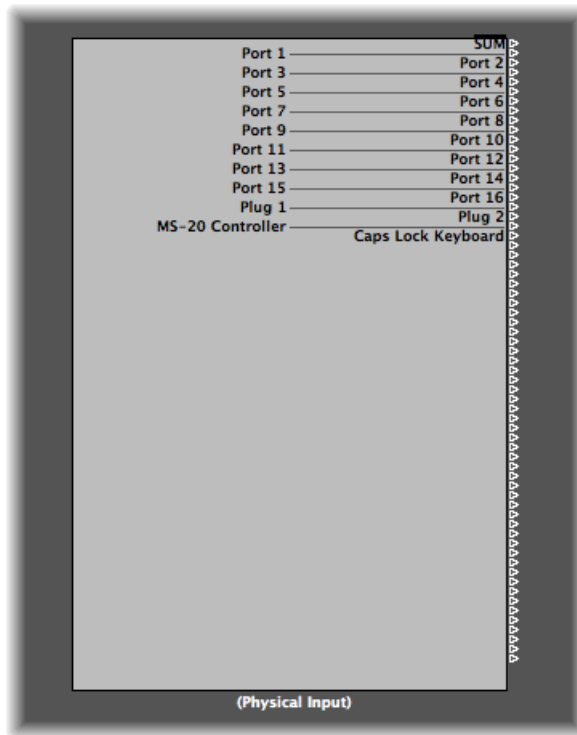 SUM
Port 1
Port 2
Port 3
Port 4
Port 5
Port 6
Port 7
Port 8
Port 9
Port 10
Port 11
Port 12
Port 13
Port 14
Port 15
Port 16
Plug 1
Plug 2
MS-20 Controller
Caps Lock Keyboard
(Physical Input)